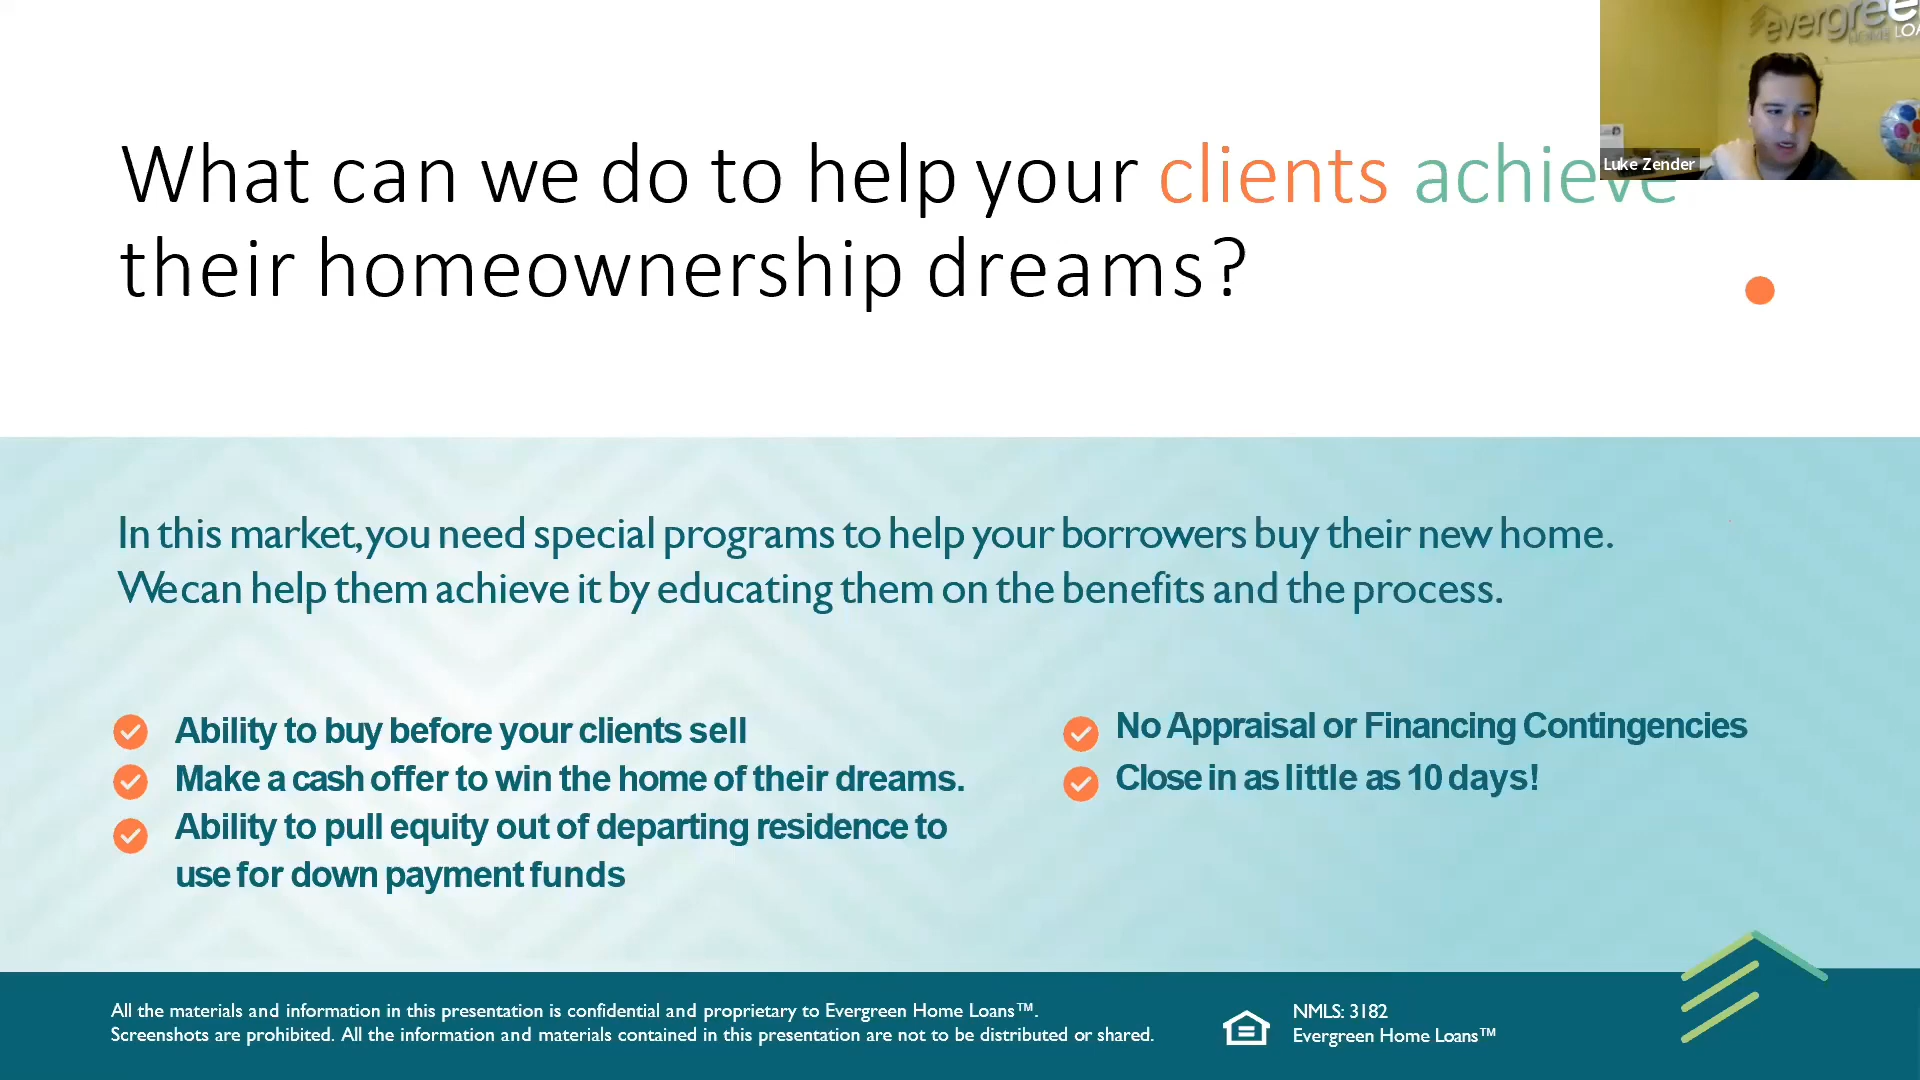 What can we do to help your clients achieve
their homeownership dreams?
evergree
HOME LOA
Luke Zender
In this market, you need special programs to help your borrowers buy their new home.
We can help them achieve it by educating them on the benefits and the process.
Ability to buy before your clients sell
Make a cash offer to win the home of their dreams.
Ability to pull equity out of departing residence to
use for down payment funds
No Appraisal or Financing Contingencies
Close in as little as 10 days!
All the materials and information in this presentation is confidential and proprietary to Evergreen Home Loans™.
Screenshots are prohibited. All the information and materials contained in this presentation are not to be distributed or shared.
NMLS: 3182
Evergreen Home Loans™